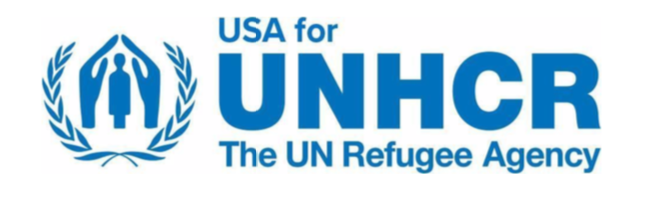 USA for
UNHCR
The UN Refugee Agency